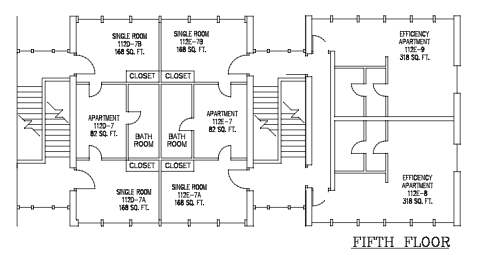 SINGLE ROOM
112D-7B
168 SQ. FT.
SINGLE ROOM
112E-7B
168 SQ. FT.
EFFICIENCY
APARTMENT
112E-9
318 SQ. FT.
CLOSET
CLOSET
APARTMENT
112D-7
82 SQ. FT.
BATH
ROOM
BATH
ROOM
APARTMENT
112E-7
82 SQ. FT.
CLOSET
CLOSET
SINGLE ROOM
112D-7A
168 SQ. FT.
SINGLE ROOM
112E-7A
168 SQ. FT.
EFFICIENCY
APARTMENT
112E-8
318 SQ. FT.
FIFTH FLOOR